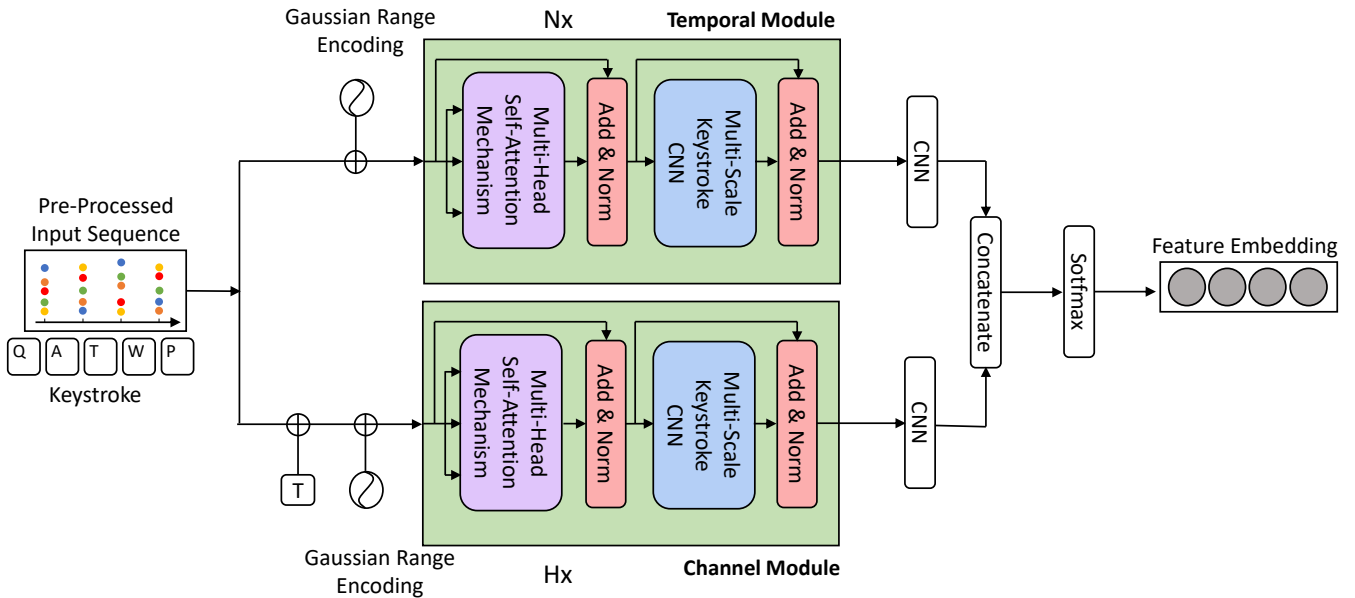 Gaussian Range
Encoding
Nx
Temporal Module
Multi-Head
Self-Attention
Mechanism
Add & Norm
Multi-Scale
Keystroke
CNN
Add & Norm
CNN
Pre-Processed
Input Sequence
Q A T W P
Keystroke
T
Gaussian Range
Encoding
Multi-Head
Self-Attention
Mechanism
Add & Norm
Multi-Scale
Keystroke
CNN
Add & Norm
Hx
Channel Module
CNN
Concatenate
Sotfmax
Feature Embedding